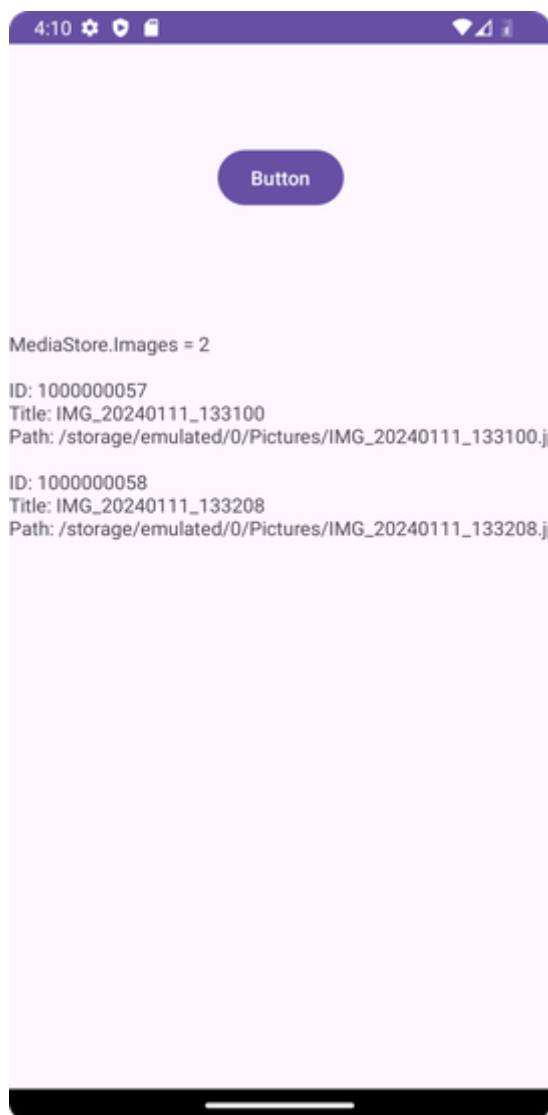 4:10
Button
MediaStore.Images = 2
ID: 1000000057
Title: IMG_20240111_133100
Path: /storage/emulated/0/Pictures/IMG_20240111_133100.j
ID: 1000000058
Title: IMG_20240111_133208
Path: /storage/emulated/0/Pictures/IMG_20240111_133208.j